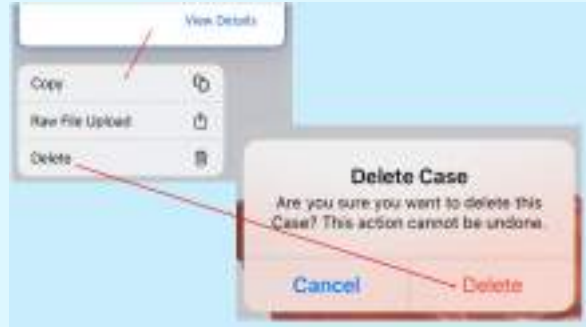 View Details
Copy
Raw File Upload
Delete
Delete Case
Are you sure you want to delete this
Case? This action cannot be undone.
Cancel
Delete